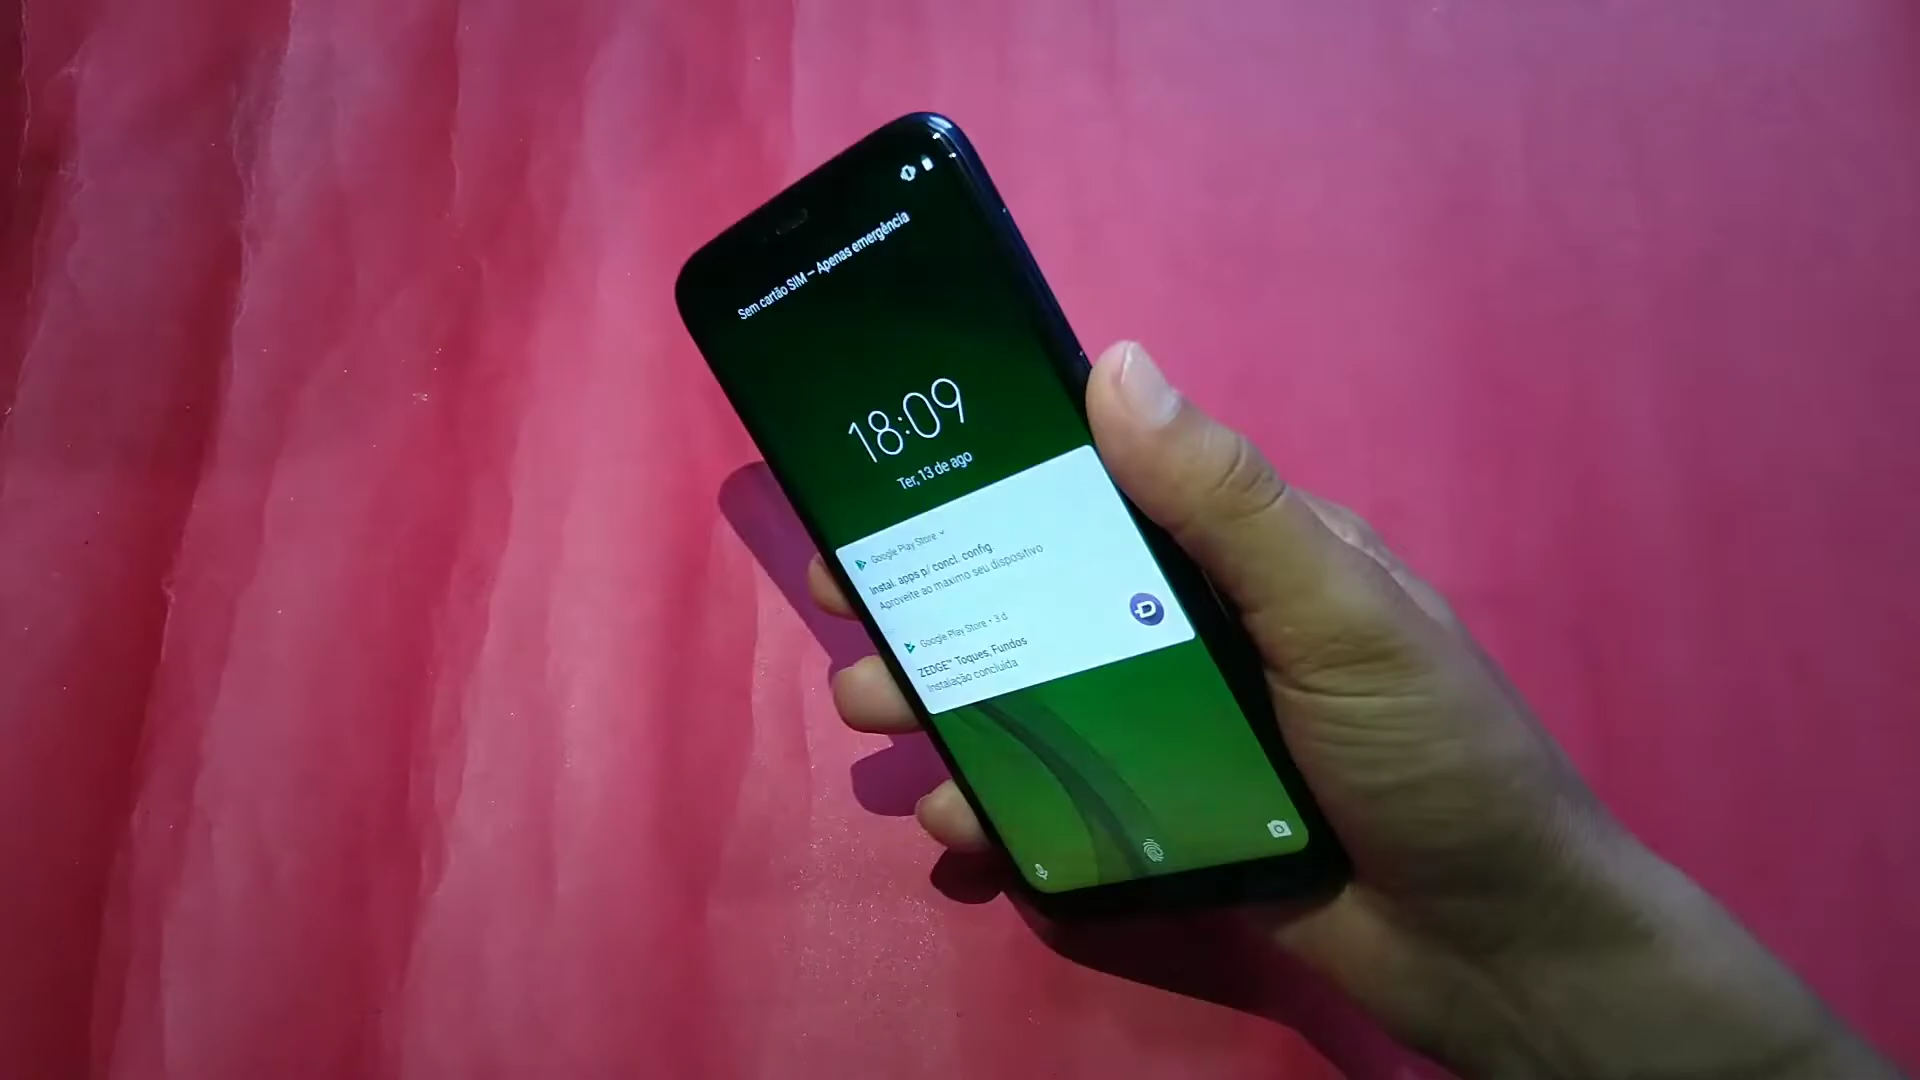 Sem cartão SIM – Apenas emergência
18:09
Ter, 13 de ago
Google Play Store
Instal. apps p/ concl. config
Aproveite ao máximo seu dispositivo
Google Play Store • 3 d
ZEDGE™ Toques, Fundos
Instalação concluída